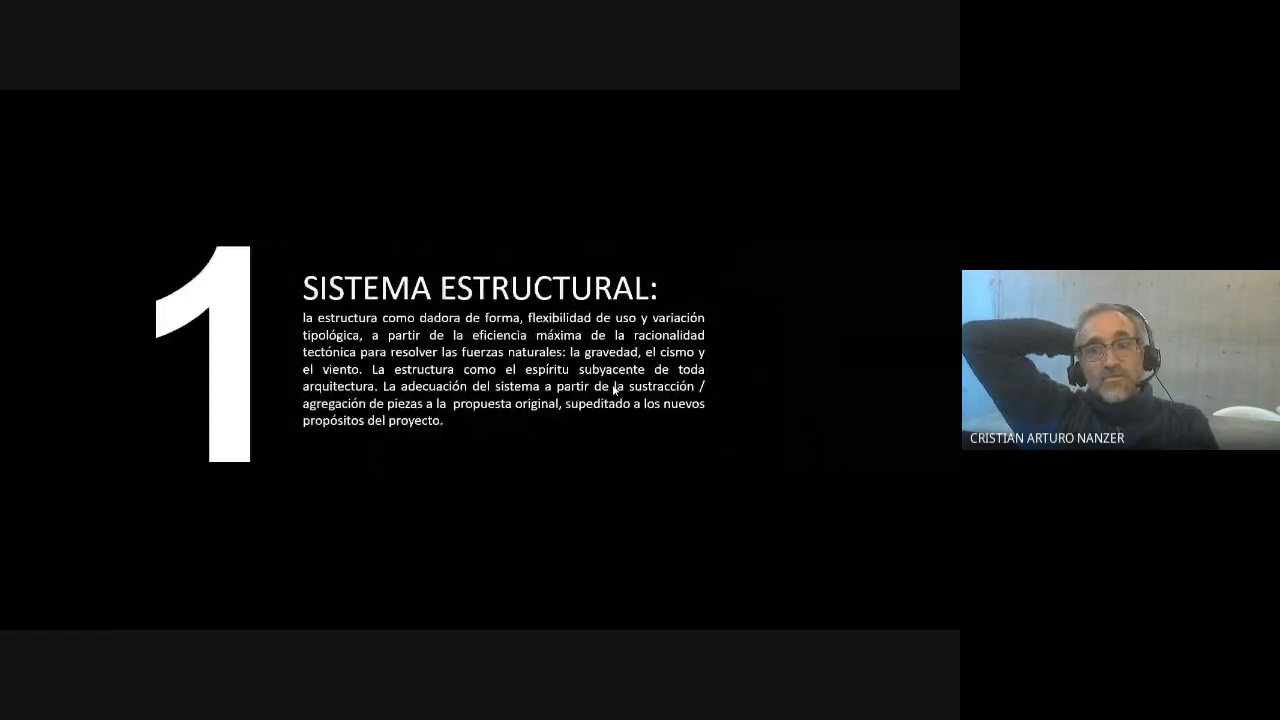 1
SISTEMA ESTRUCTURAL:
la estructura como dadora de forma, flexibilidad de uso y variación
tipológica, a partir de la eficiencia máxima de la racionalidad
tectónica para resolver las fuerzas naturales: la gravedad, el cismo y
el viento. La estructura como el espíritu subyacente de toda
arquitectura. La adecuación del sistema a partir de la sustracción /
agregación de piezas a la propuesta original, supeditado a los nuevos
propósitos del proyecto.
CRISTIAN ARTURO NANZER